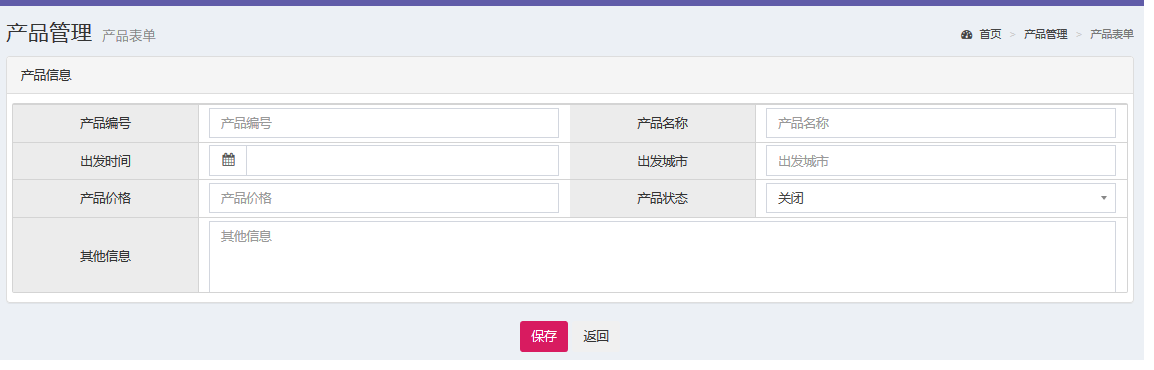 产品管理 产品表单
首页 > 产品管理 > 产品表单
产品信息
产品编号 产品编号 产品名称 产品名称
出发时间 出发城市 出发城市
产品价格 产品价格 产品状态 关闭
其他信息 其他信息
保存 返回